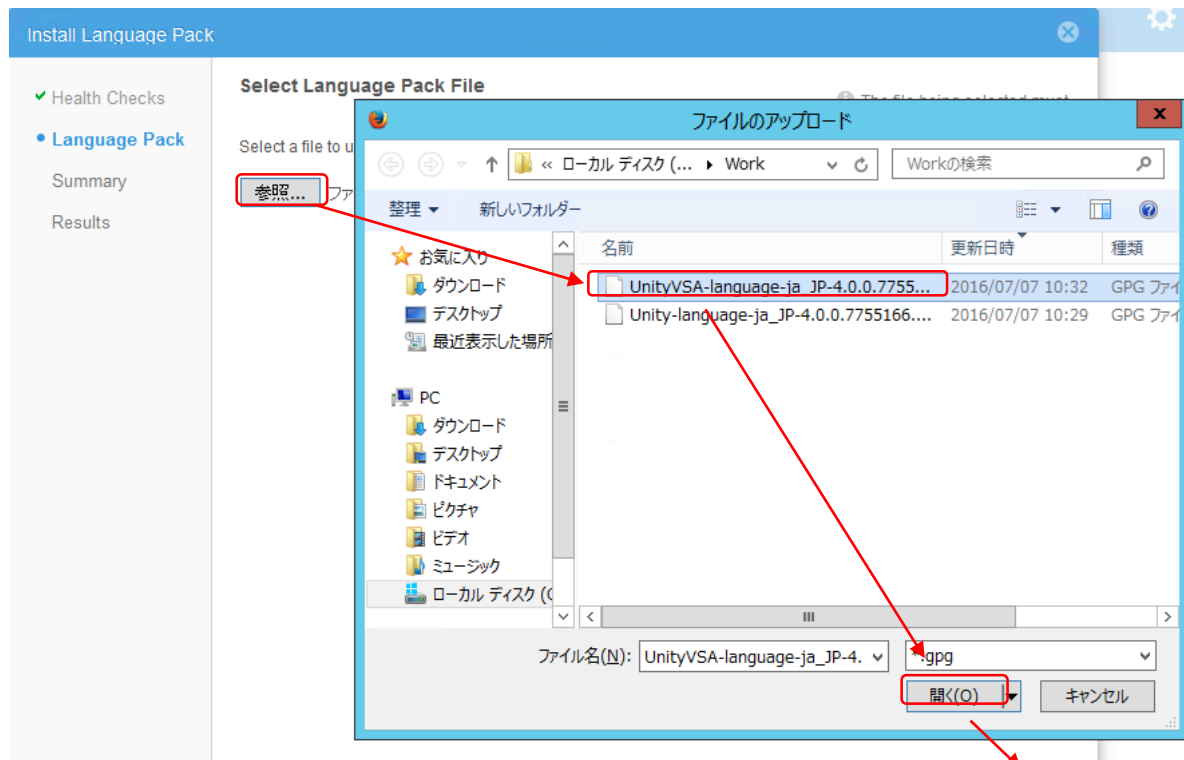 Install Language Pack
Health Checks
Language Pack
Summary
Results
Select Language Pack File
Select a file to u
参照...
ファイルのアップロード
« ローカル ディスク (... ▸ Work
Workの検索
整理
新しいフォルダー
お気に入り
ダウンロード
デスクトップ
最近表示した場所
PC
ダウンロード
デスクトップ
ドキュメント
ピクチャ
ビデオ
ミュージック
ローカル ディスク (C
名前 更新日時 種類
UnityVSA-language-ja_JP-4.0.0.7755... 2016/07/07 10:32 GPG ファイ
Unity-language-ja_JP-4.0.0.7755166.... 2016/07/07 10:29 GPG ファイ
ファイル名(N): UnityVSA-language-ja_JP-4. *.gpg
開く(O) キャンセル